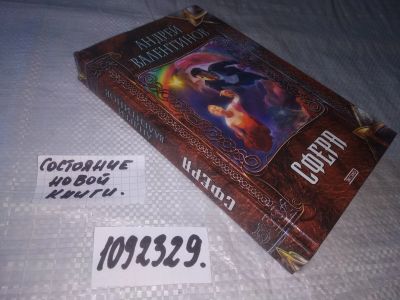 АНДРЕЙ
ВАЛЕНТИНОВ
СФЕРА
СФЕРА
СОСТОЯНИЕ
НОВОЙ
КНИГИ.
1092329.